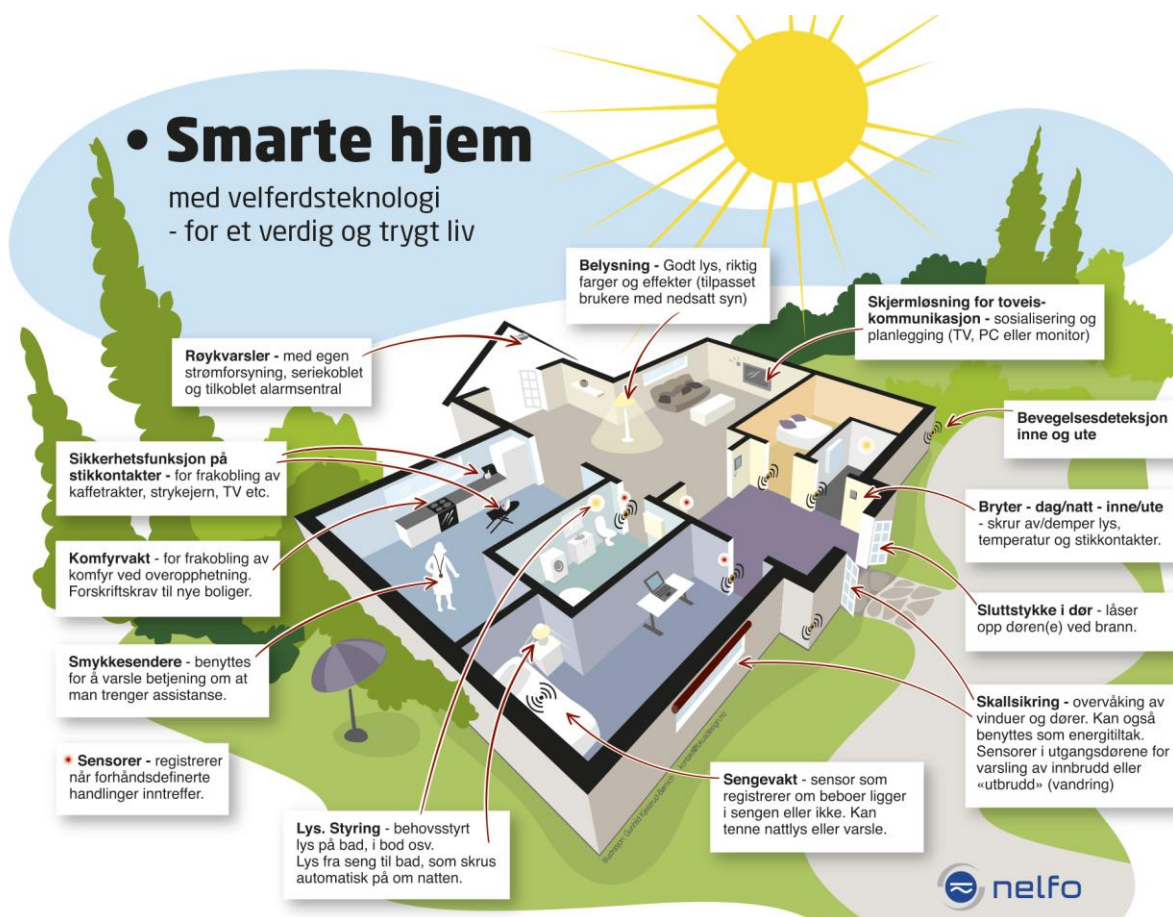 • Smarte hjem
med velferdsteknologi
- for et verdig og trygt liv
Belysning - Godt lys, riktig
farger og effekter (tilpasset
brukere med nedsatt syn)
Skjermløsning for toveis-
kommunikasjon - sosialisering og
planlegging (TV, PC eller monitor)
Røykvarsler - med egen
strømforsyning, seriekoblet
og tilkoblet alarmsentral
Bevegelsesdeteksjon
inne og ute
Sikkerhetsfunksjon på
stikkontakter - for frakobling av
kaffetrakter, strykejern, TV etc.
Bryter - dag/natt - inne/ute
- skrur av/demper lys,
temperatur og stikkontakter.
Komfyrvakt - for frakobling av
komfyr ved overopphetning.
Forskriftskrav til nye boliger.
Sluttstykke i dør - låser
opp døren(e) ved brann.
Smykkesendere - benyttes
for å varsle betjening om at
man trenger assistanse.
Skallsikring - overvåking av
vinduer og dører. Kan også
benyttes som energitiltak.
Sensorer i utgangsdørene for
varsling av innbrudd eller
«utbrudd» (vandring)
Sensorer - registrerer
når forhåndsdefinerte
handlinger inntreffer.
Sengevakt - sensor som
registrerer om beboer ligger
i sengen eller ikke. Kan
tenne nattlys eller varsle.
Lys. Styring - behovsstyrt
lys på bad, i bod osv.
Lys fra seng til bad, som skrus
automatisk på om natten.
Illustrasjon: Gunhild
nelfo